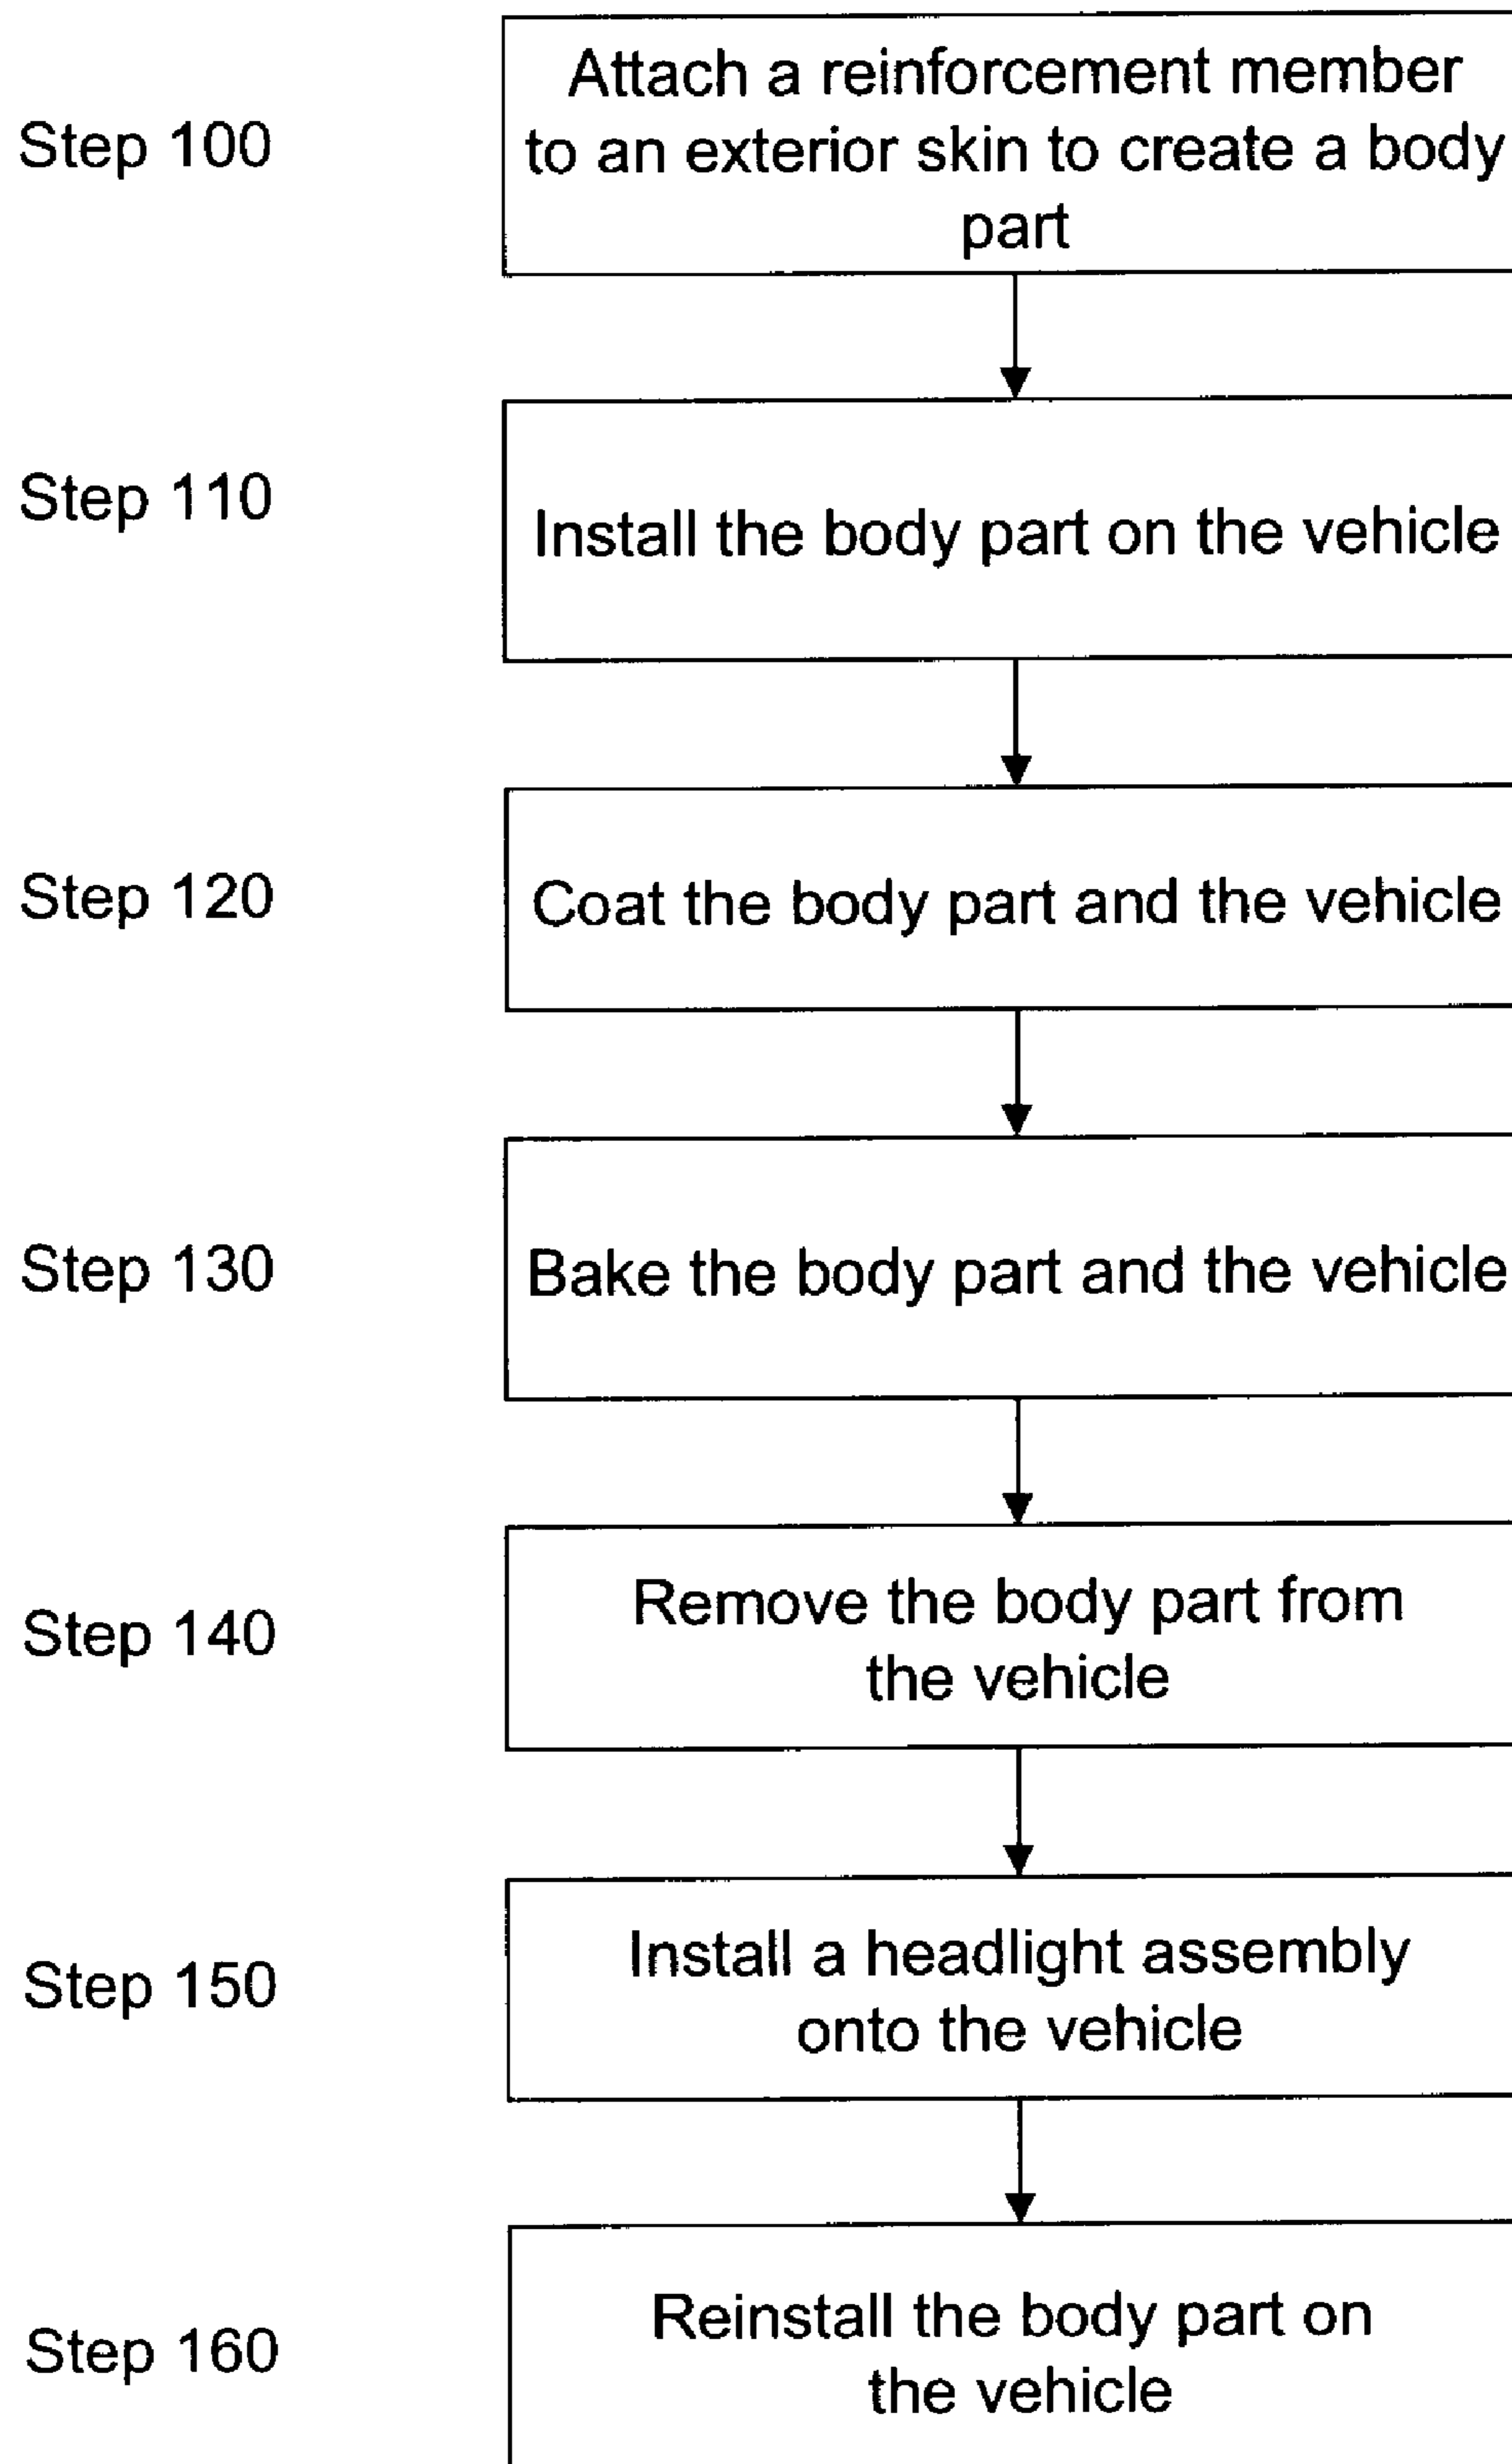 Step 100
Attach a reinforcement member
to an exterior skin to create a body
part
Step 110
Install the body part on the vehicle
Step 120
Coat the body part and the vehicle
Step 130
Bake the body part and the vehicle
Step 140
Remove the body part from
the vehicle
Step 150
Install a headlight assembly
onto the vehicle
Step 160
Reinstall the body part on
the vehicle